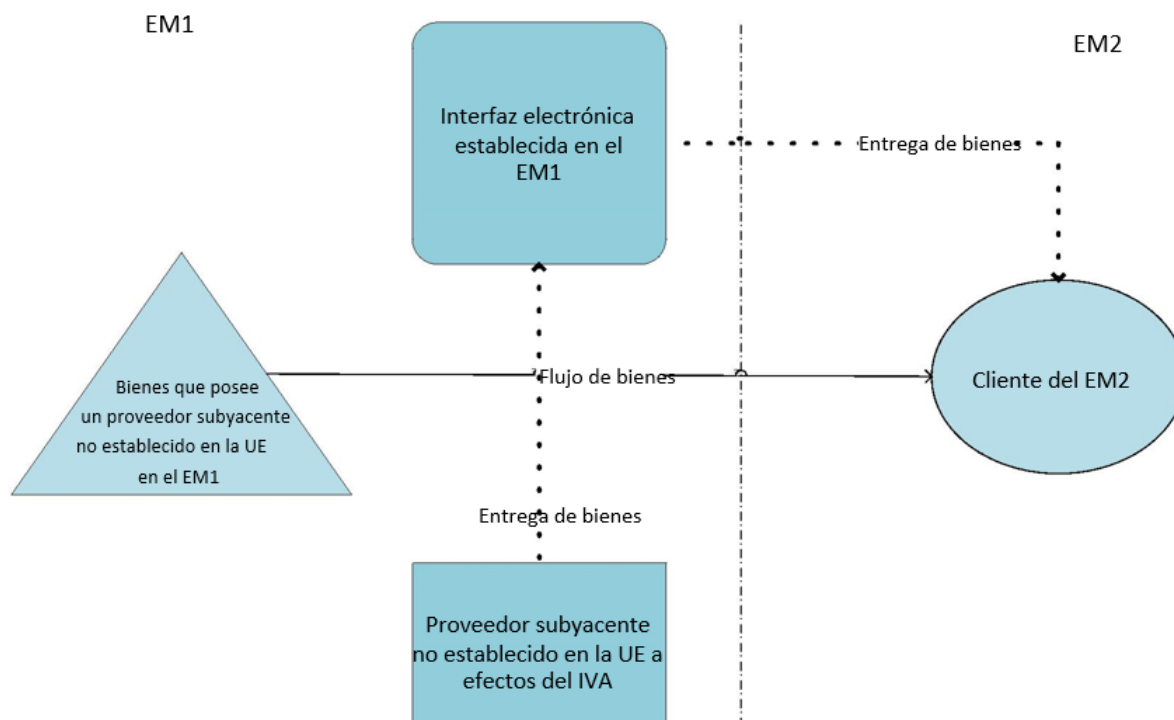 EM1
EM2
Interfaz electrónica
establecida en el
EM1
Entrega de bienes
Bienes que posee
un proveedor subyacente
no establecido en la UE
en el EM1
Flujo de bienes
Cliente del EM2
Entrega de bienes
Proveedor subyacente
no establecido en la UE a
efectos del IVA